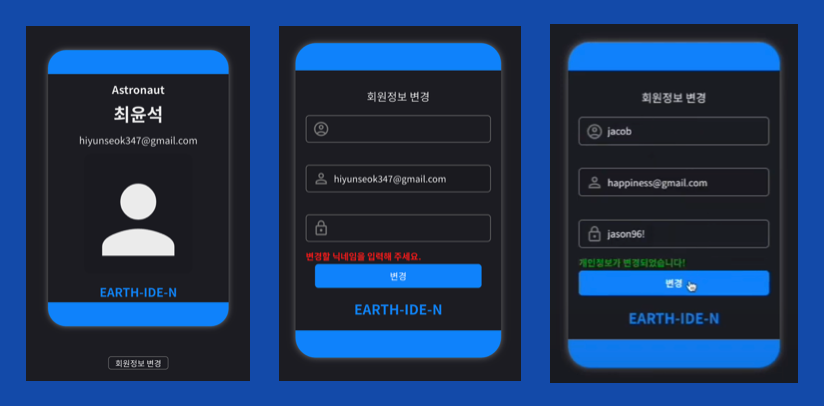 Astronaut
최윤석
hiyunseok347@gmail.com
EARTH-IDE-N
회원정보 변경
회원정보 변경
hiyunseok347@gmail.com
변경할 닉네임을 입력해 주세요.
변경
EARTH-IDE-N
회원정보 변경
jacob
happiness@gmail.com
jason96!
개인정보가 변경되었습니다!
변경
EARTH-IDE-N